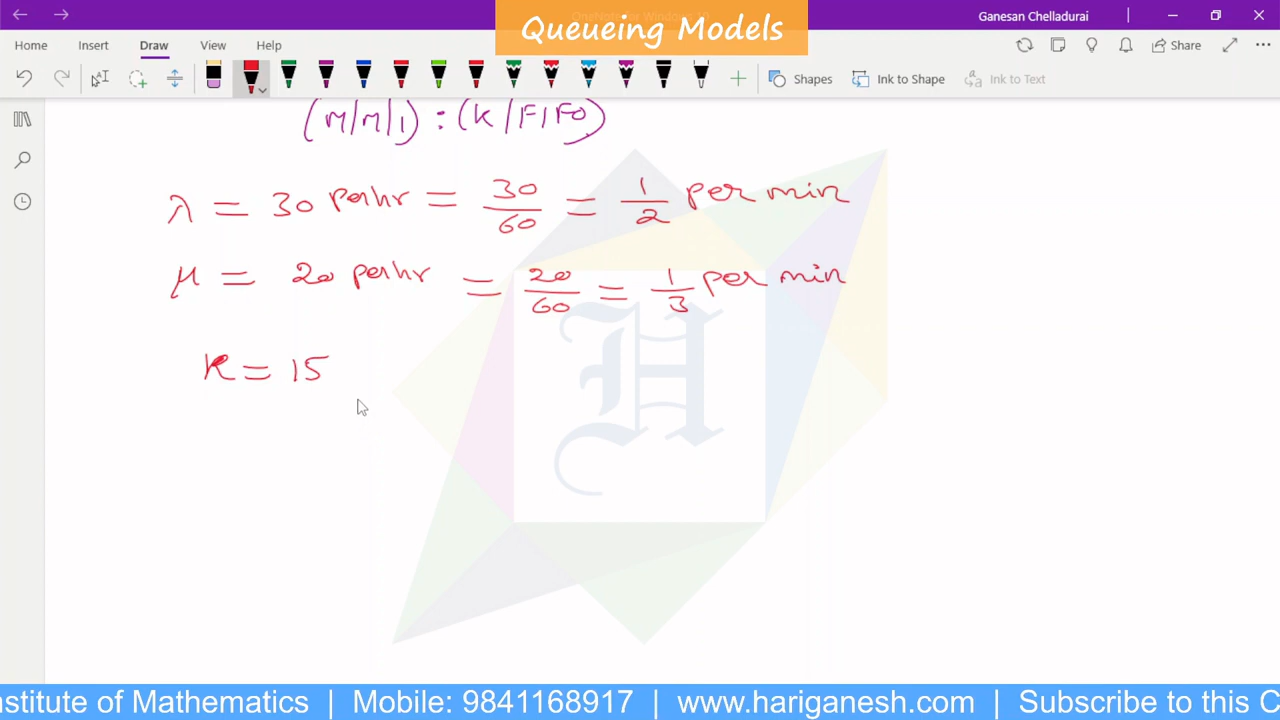 Queueing Models
Ganesan Chelladurai
Home Insert Draw View Help
Share
Shapes
Ink to Shape
Ink to Text
(M/M/1) : (K/FIFO)
λ = 30 per hr = 30/60 = 1/2 per min
μ = 20 per hr = 20/60 = 1/3 per min
K = 15
H
nstitute of Mathematics | Mobile: 9841168917 | www.hariganesh.com | Subscribe to this C